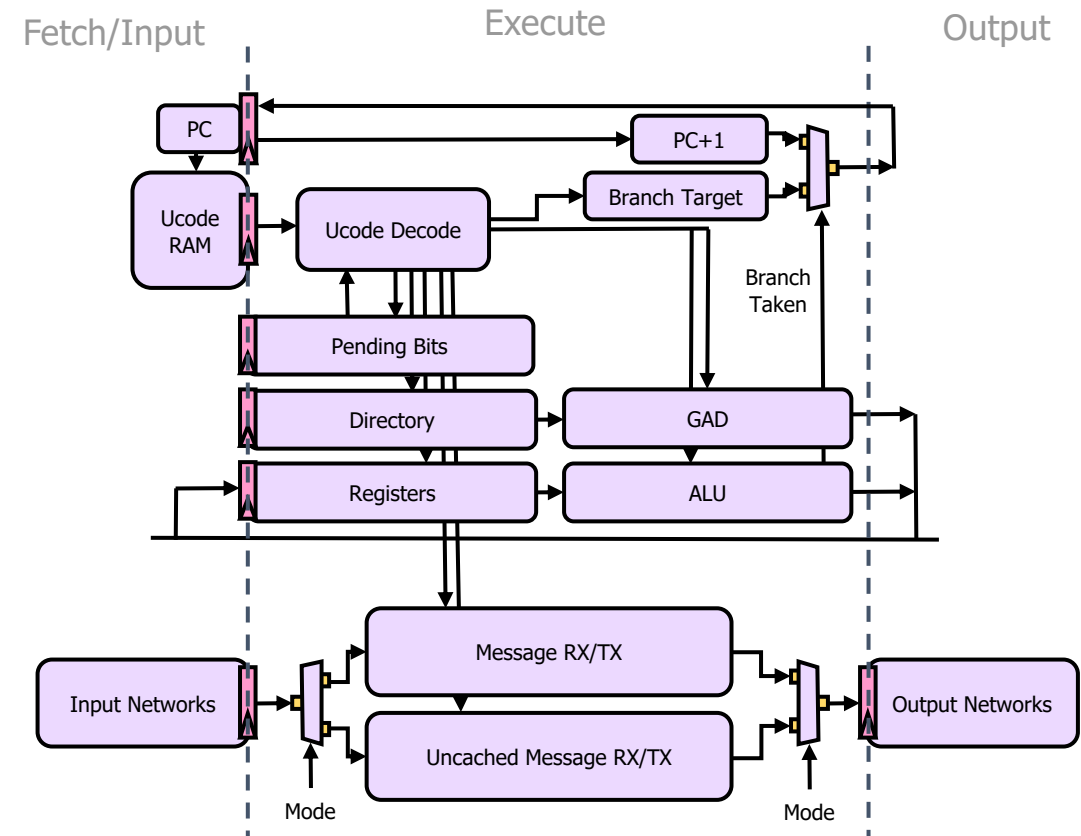 Fetch/Input
Execute
Output
PC
PC+1
Ucode
RAM
Ucode Decode
Branch Target
Branch
Taken
Pending Bits
Directory
GAD
Registers
ALU
Message RX/TX
Input Networks
Output Networks
Uncached Message RX/TX
Mode
Mode